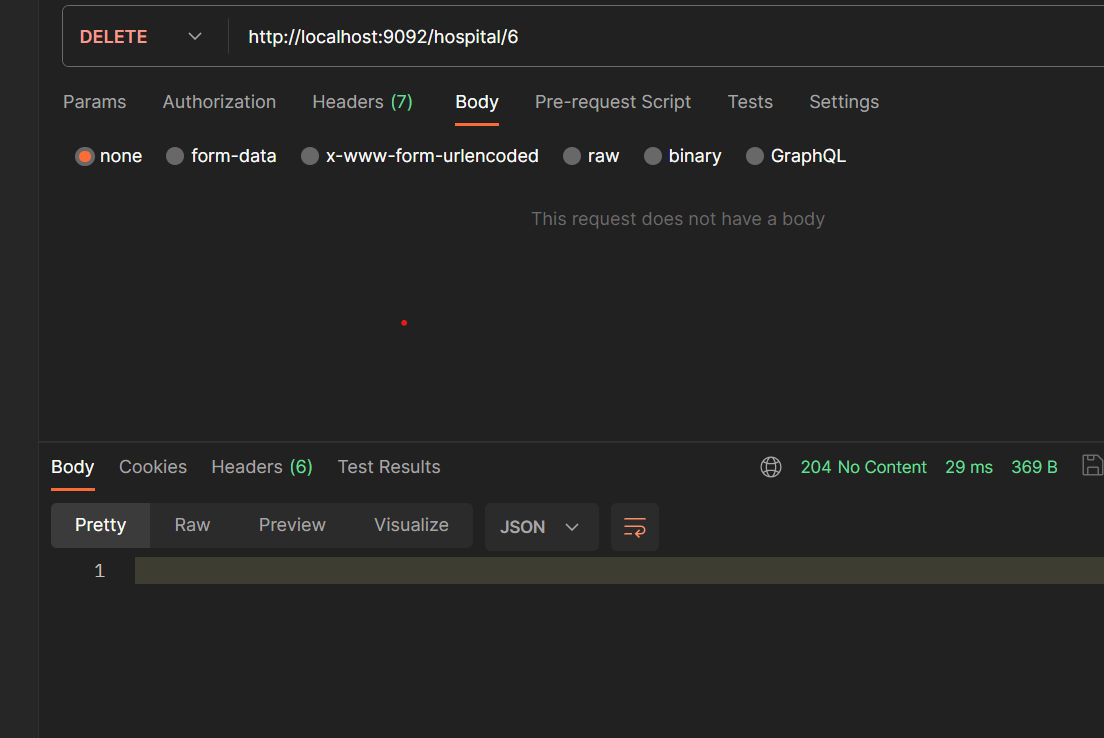 DELETE http://localhost:9092/hospital/6
Params Authorization Headers (7) Body Pre-request Script Tests Settings
none form-data x-www-form-urlencoded raw binary GraphQL
This request does not have a body
Body Cookies Headers (6) Test Results 204 No Content 29 ms 369 B
Pretty Raw Preview Visualize JSON
1